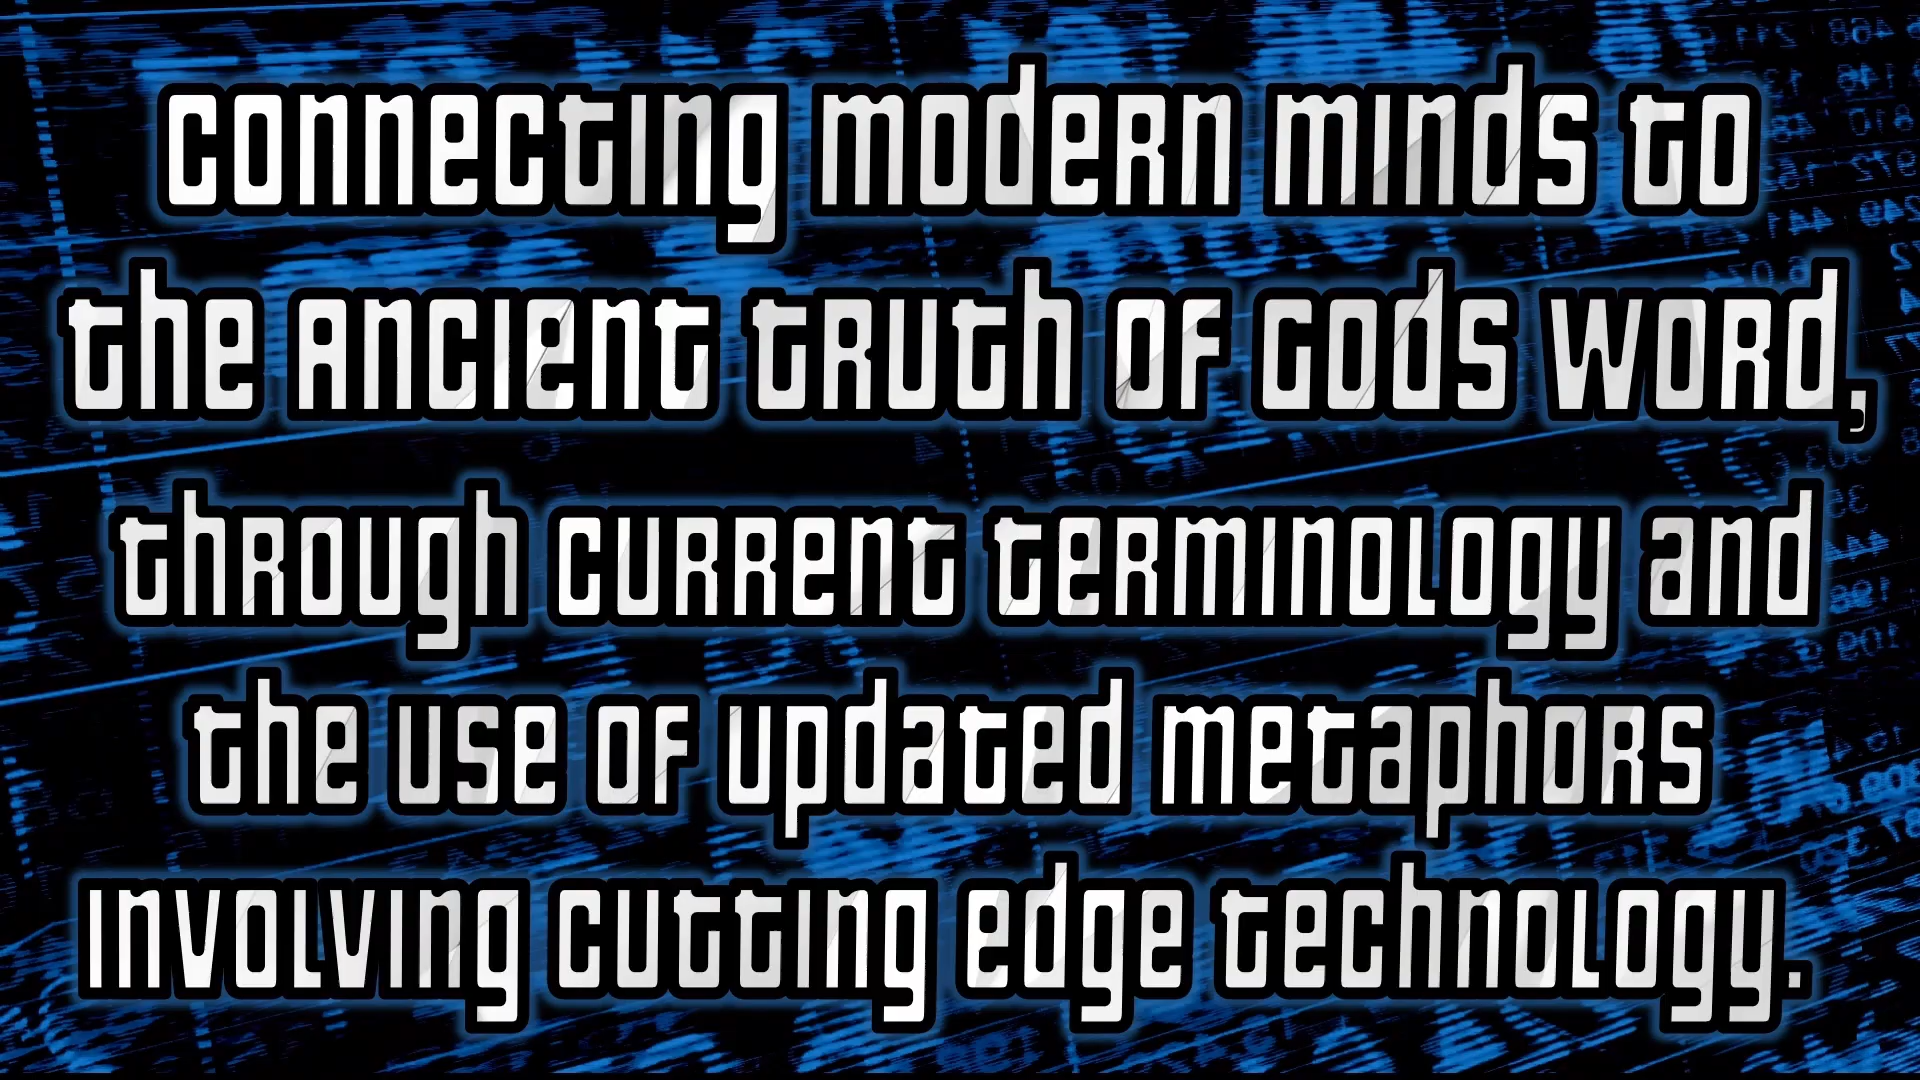 Connecting modern minds to
the Ancient truth of Gods Word,
through current terminology and
the use of updated metaphors
involving cutting edge technology.